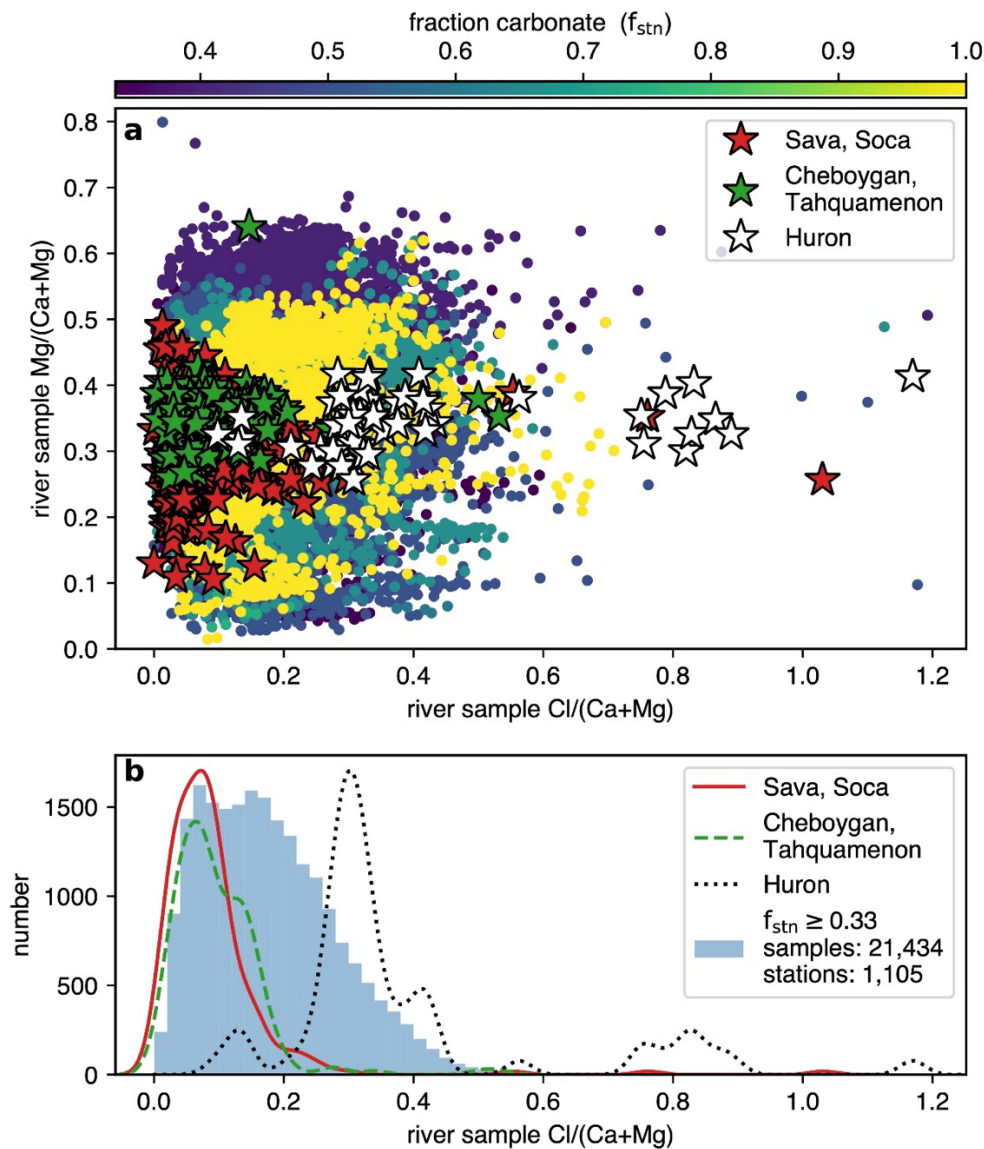 fraction carbonate (fstn)
0.4 0.5 0.6 0.7 0.8 0.9 1.0
a
Sava, Soca
Cheboygan,
Tahquamenon
Huron
0.8
0.7
0.6
0.5
0.4
0.3
0.2
0.1
0.0
river sample Mg/(Ca+Mg)
0.0 0.2 0.4 0.6 0.8 1.0 1.2
river sample Cl/(Ca+Mg)
b
Sava, Soca
Cheboygan,
Tahquamenon
Huron
fstn ≥ 0.33
samples: 21,434
stations: 1,105
1500
1000
500
0
number
0.0 0.2 0.4 0.6 0.8 1.0 1.2
river sample Cl/(Ca+Mg)